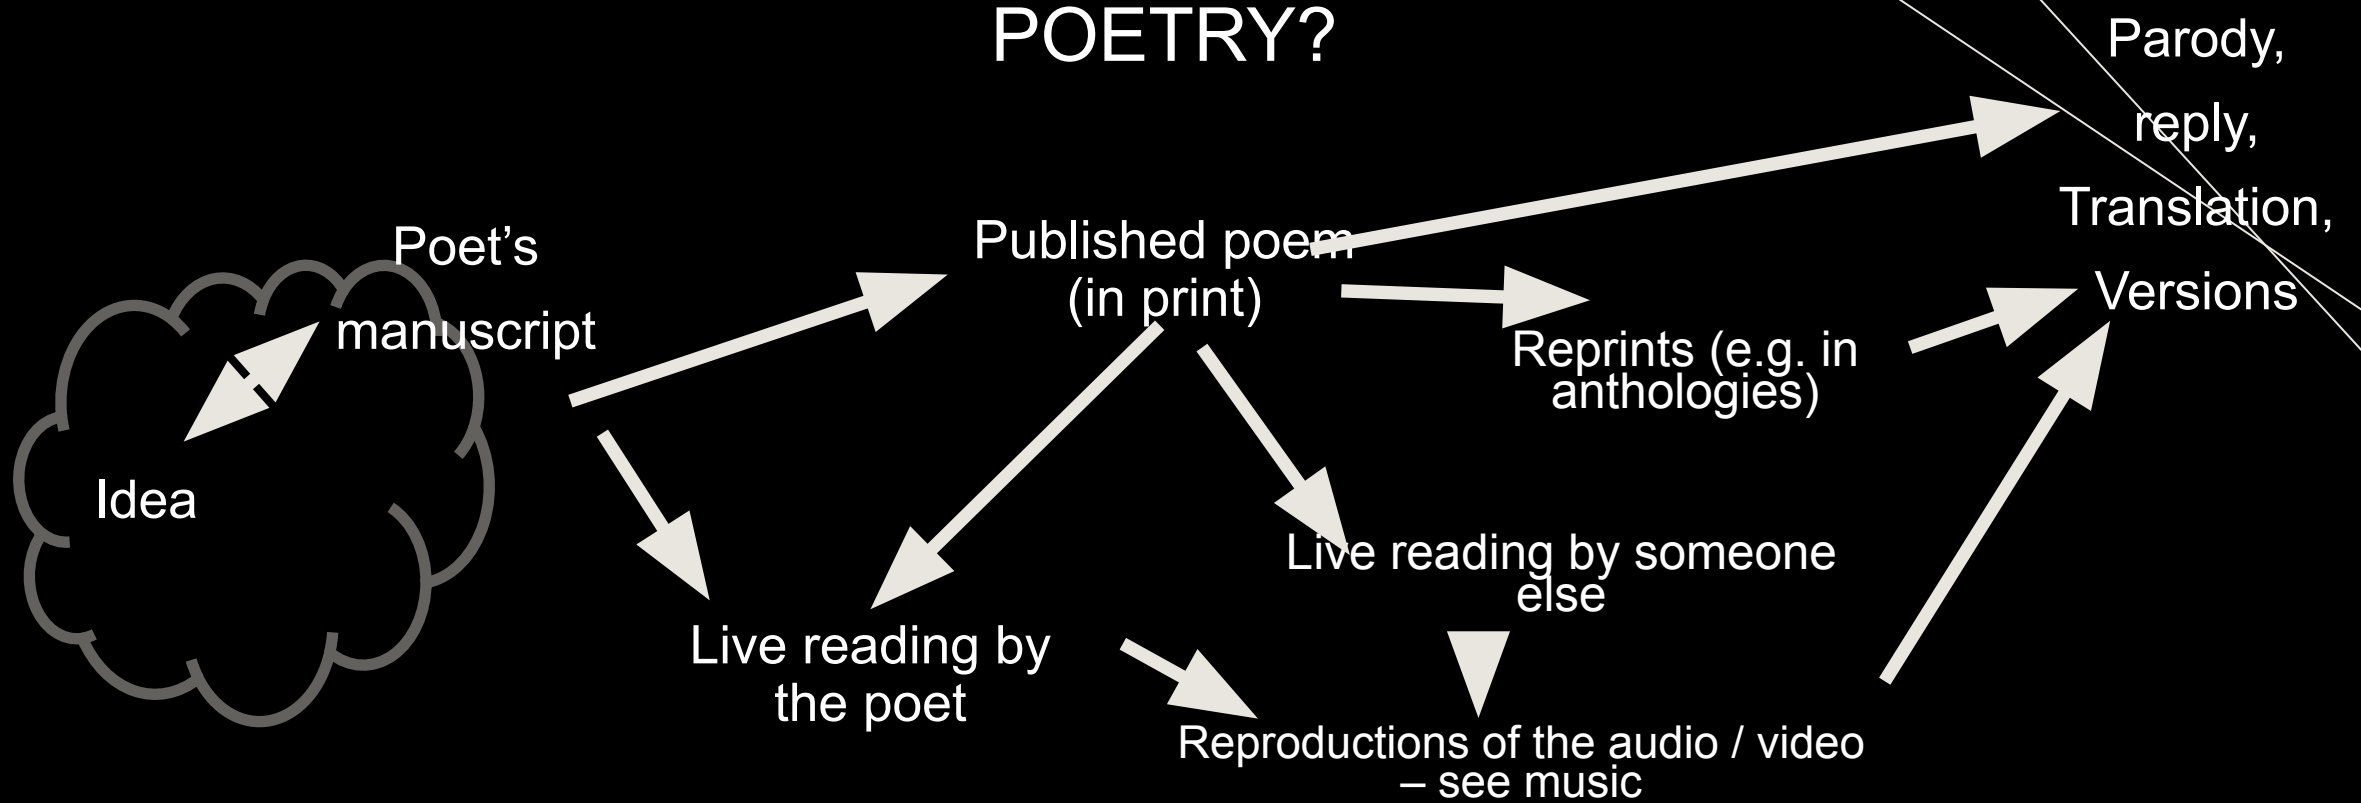 POETRY?
Parody,
reply,
Translation,
Versions
Poet’s
manuscript
Idea
Published poem
(in print)
Reprints (e.g. in
anthologies)
Live reading by someone
else
Live reading by
the poet
Reproductions of the audio / video
– see music